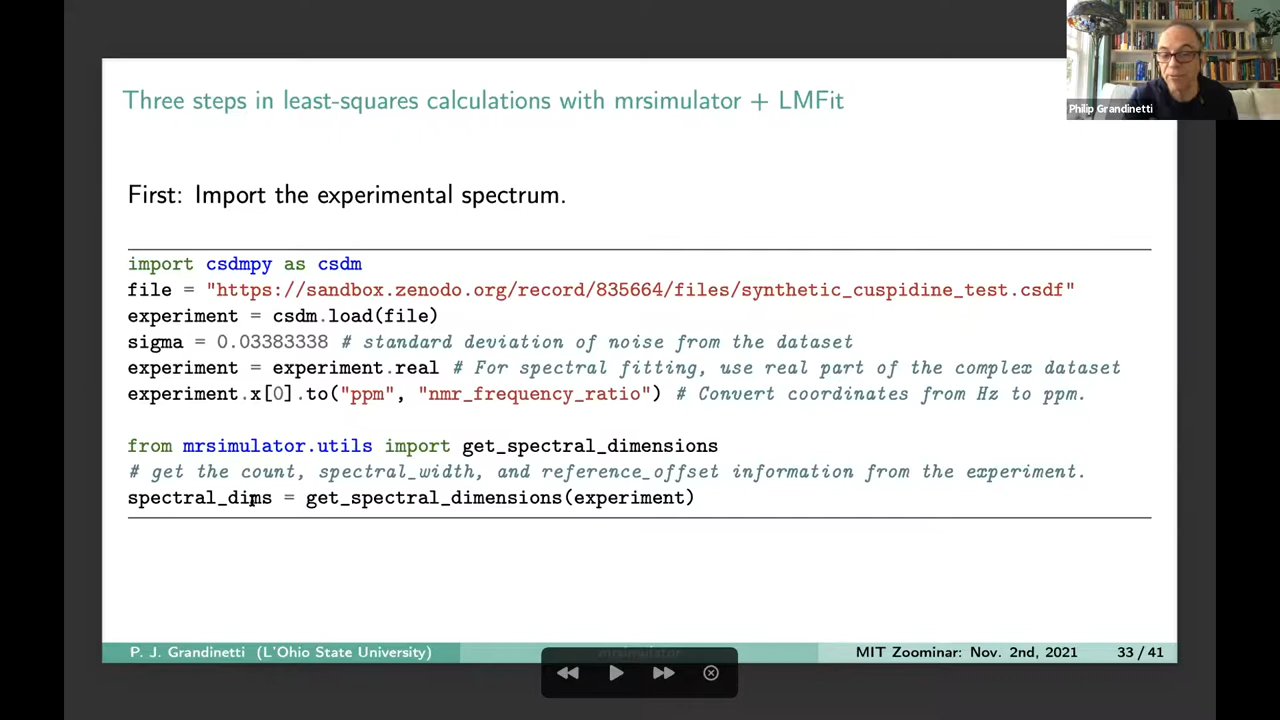 Philip Grandinetti
Three steps in least-squares calculations with mrsimulator + LMFit
First: Import the experimental spectrum.
import csdmpy as csdm
file = "https://sandbox.zenodo.org/record/835664/files/synthetic_cuspidine_test.csdf"
experiment = csdm.load(file)
sigma = 0.03383338 # standard deviation of noise from the dataset
experiment = experiment.real # For spectral fitting, use real part of the complex dataset
experiment.x[0].to("ppm", "nmr_frequency_ratio") # Convert coordinates from Hz to ppm.
from mrsimulator.utils import get_spectral_dimensions
# get the count, spectral_width, and reference_offset information from the experiment.
spectral_dims = get_spectral_dimensions(experiment)
P. J. Grandinetti (L'Ohio State University)
mrsimulator
MIT Zoominar: Nov. 2nd, 2021
33 / 41